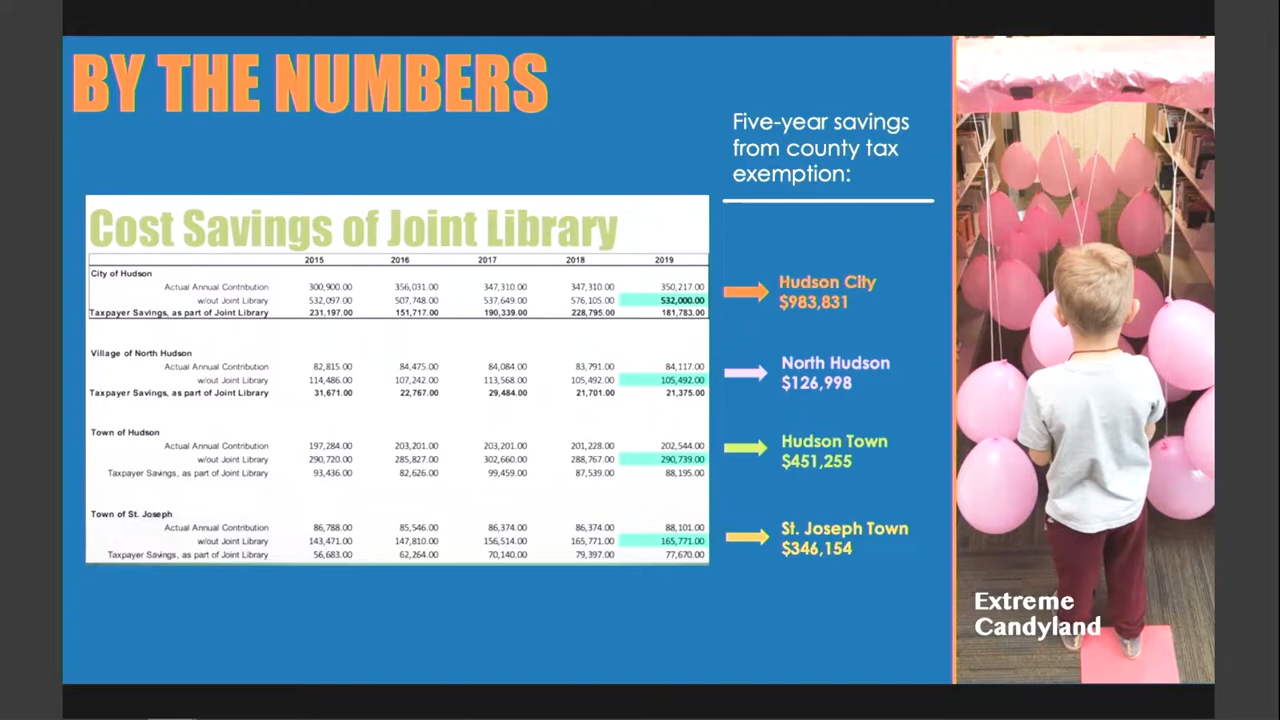 BY THE NUMBERS
Five-year savings
from county tax
exemption:
Cost Savings of Joint Library
2015 2016 2017 2018 2019
City of Hudson
Actual Annual Contribution 300,900.00 356,031.00 347,310.00 347,310.00 350,217.00
w/out Joint Library 532,097.00 507,748.00 537,649.00 576,105.00 532,000.00
Taxpayer Savings, as part of Joint Library 231,197.00 151,717.00 190,339.00 228,795.00 181,783.00
Hudson City
$983,831
Village of North Hudson
Actual Annual Contribution 82,815.00 84,475.00 84,084.00 83,791.00 84,117.00
w/out Joint Library 114,486.00 107,242.00 113,568.00 105,492.00 105,492.00
Taxpayer Savings, as part of Joint Library 31,671.00 22,767.00 29,484.00 21,701.00 21,375.00
North Hudson
$126,998
Town of Hudson
Actual Annual Contribution 197,284.00 203,201.00 203,201.00 201,228.00 202,544.00
w/out Joint Library 290,720.00 285,827.00 302,660.00 288,767.00 290,739.00
Taxpayer Savings, as part of Joint Library 93,436.00 82,626.00 99,459.00 87,539.00 88,195.00
Hudson Town
$451,255
Town of St. Joseph
Actual Annual Contribution 86,788.00 85,546.00 86,374.00 86,374.00 88,101.00
w/out Joint Library 143,471.00 147,810.00 156,514.00 165,771.00 165,771.00
Taxpayer Savings, as part of Joint Library 56,683.00 62,264.00 70,140.00 79,397.00 77,670.00
St. Joseph Town
$346,154
Extreme
Candyland